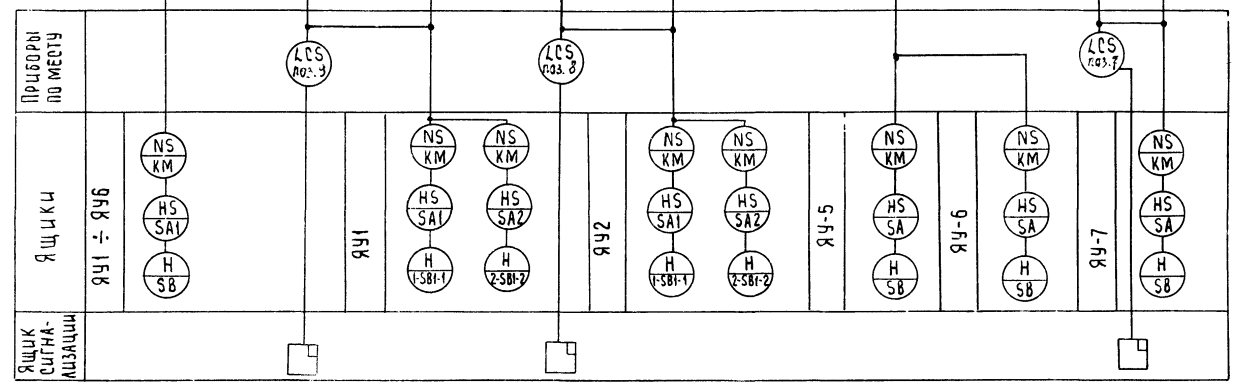 Приборы
по месту
LCS
поз.9
LCS
поз.8
LCS
поз.7
Ящики
ЯУ1 ÷ ЯУ6
NS
KM
HS
SA1
H
SB
ЯУ1
NS
KM
HS
SA1
H
1-SB1-1
NS
KM
HS
SA2
H
2-SB1-2
ЯУ2
NS
KM
HS
SA1
H
1-SB1-1
NS
KM
HS
SA2
H
2-SB1-2
ЯУ-5
NS
KM
HS
SA
H
SB
ЯУ-6
NS
KM
HS
SA
H
SB
ЯУ-7
NS
KM
HS
SA
H
SB
Ящик
сигна-
лизации